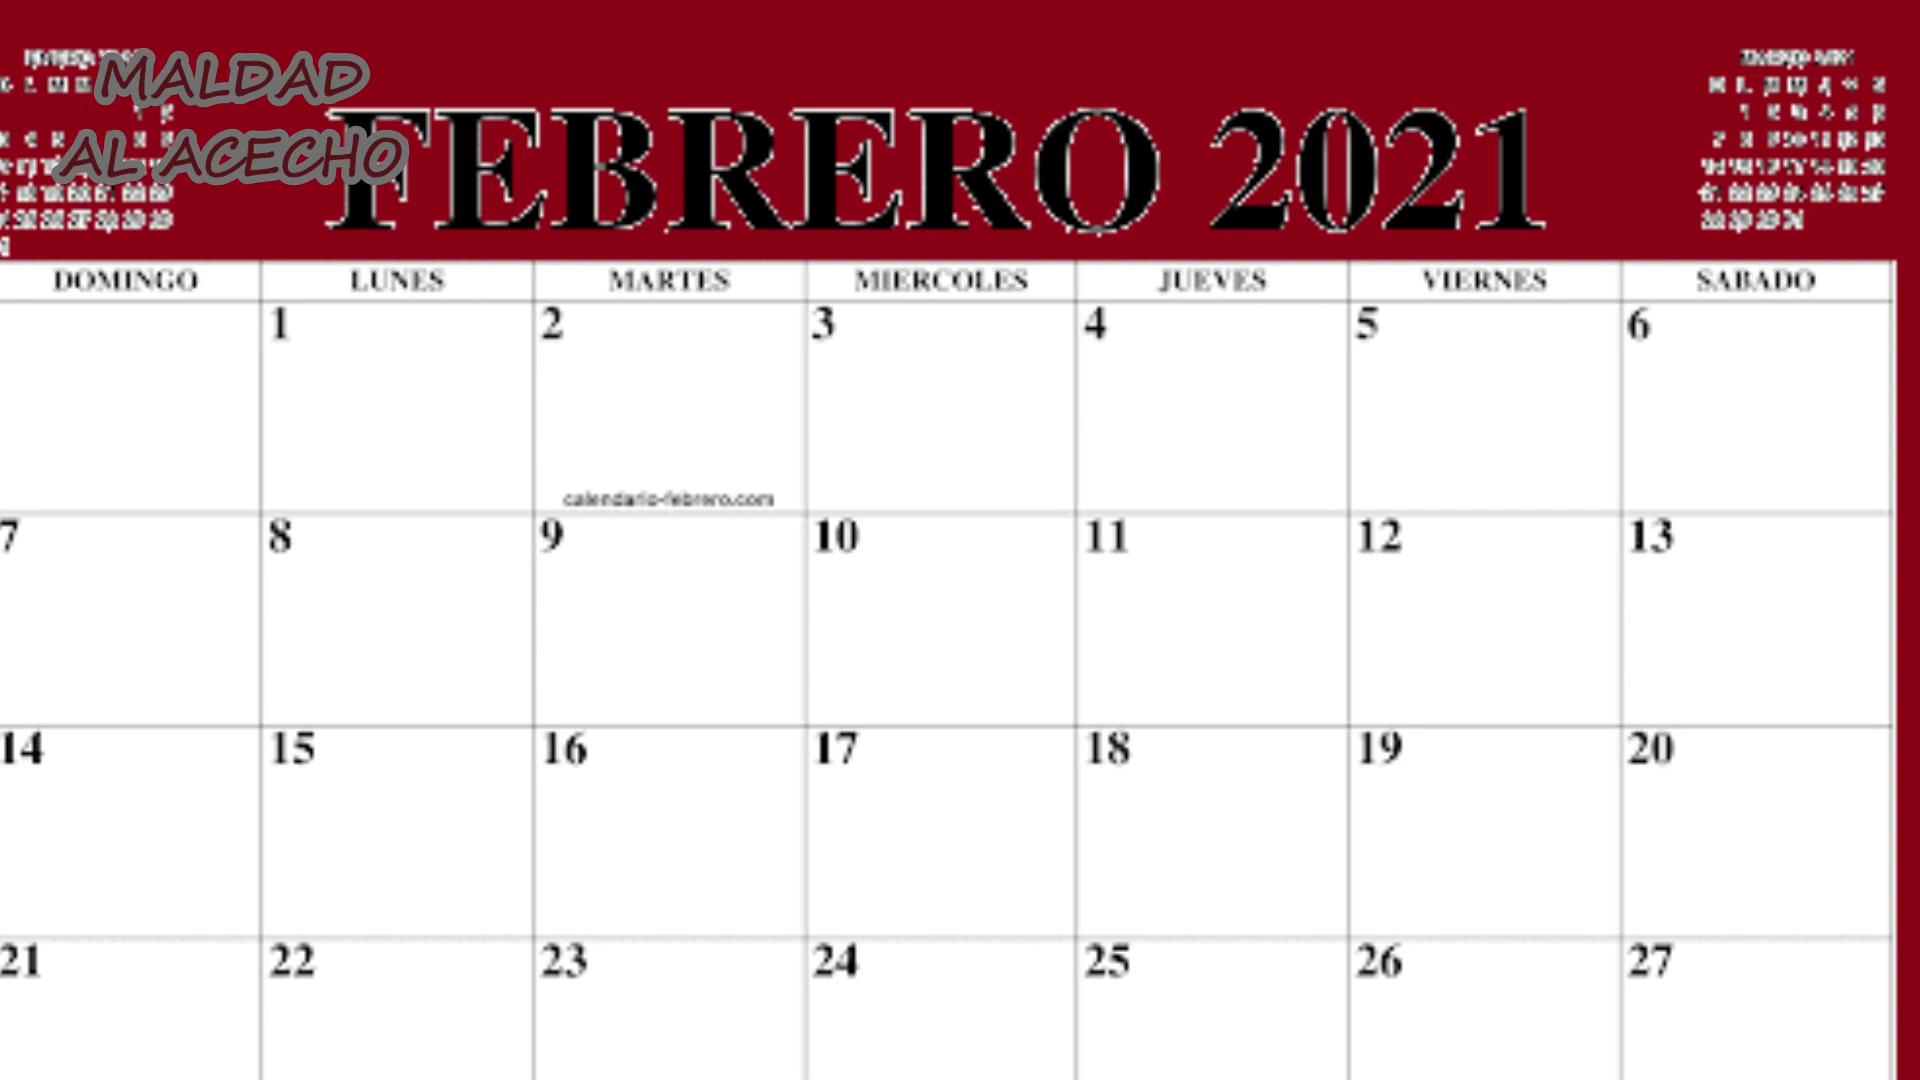 MALDAD
AL ACECHO
FEBRERO 2021
DOMINGO LUNES MARTES MIERCOLES JUEVES VIERNES SABADO
1 2 3 4 5 6
calendario-febrero.com
7 8 9 10 11 12 13
14 15 16 17 18 19 20
21 22 23 24 25 26 27